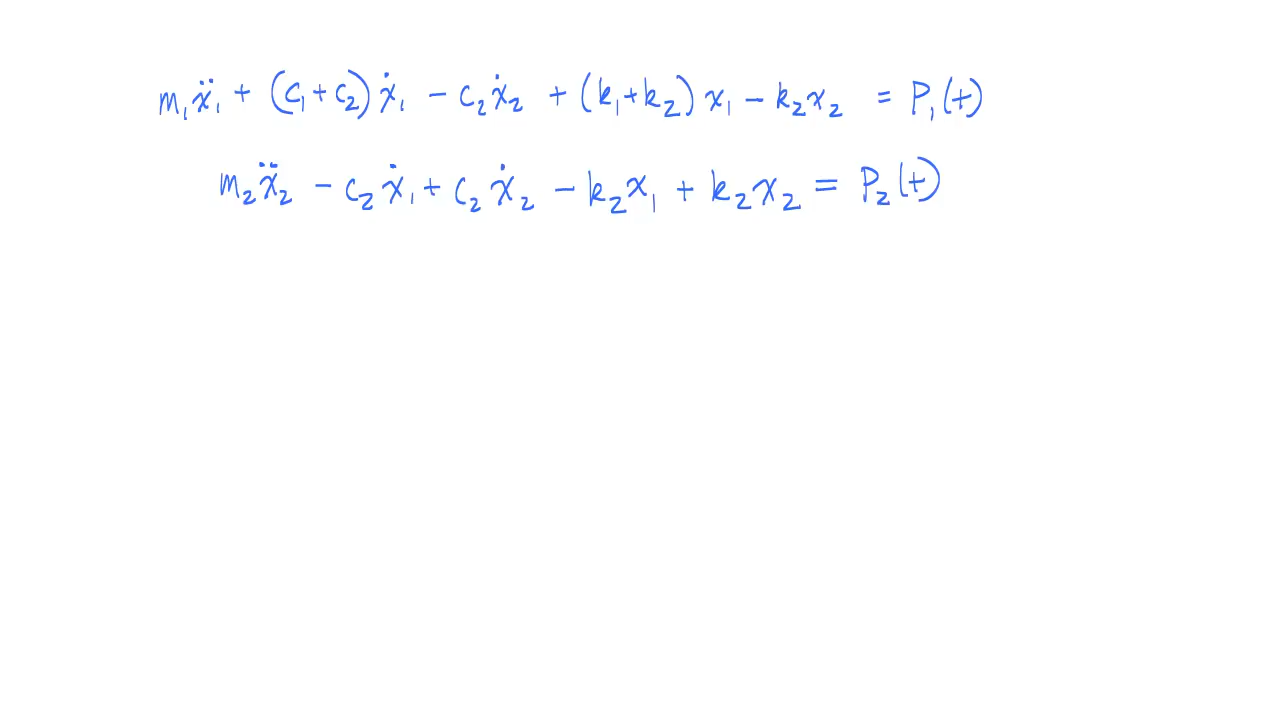 m₁ẍ₁ + (c₁+c₂)ẋ₁ − c₂ẋ₂ + (k₁+k₂)x₁ − k₂x₂ = P₁(t)
m₂ẍ₂ − c₂ẋ₁ + c₂ẋ₂ − k₂x₁ + k₂x₂ = P₂(t)